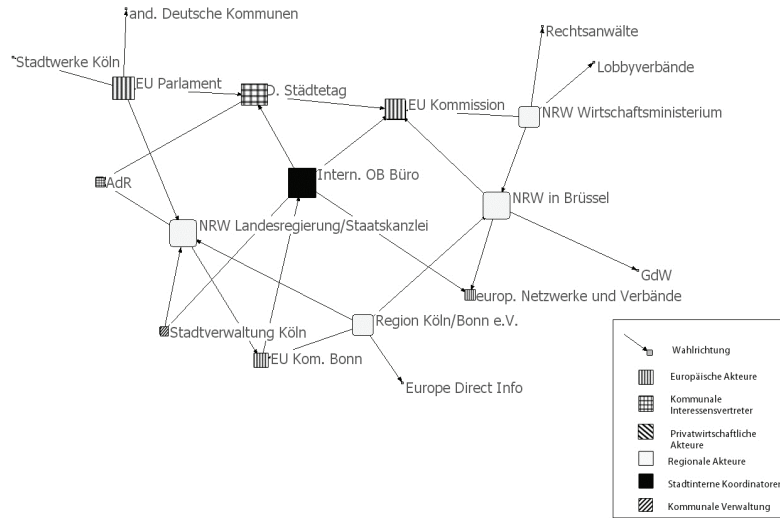 and. Deutsche Kommunen
Rechtsanwälte
Stadtwerke Köln
Lobbyverbände
EU Parlament
D. Städtetag
EU Kommission
NRW Wirtschaftsministerium
Intern. OB Büro
AdR
NRW in Brüssel
NRW Landesregierung/Staatskanzlei
GdW
europ. Netzwerke und Verbände
Region Köln/Bonn e.V.
Stadtverwaltung Köln
EU Kom. Bonn
Europe Direct Info
Wahlrichtung
Europäische Akteure
Kommunale
Interessensvertreter
Privatwirtschaftliche
Akteure
Regionale Akteure
Stadtinterne Koordinatoren
Kommunale Verwaltung